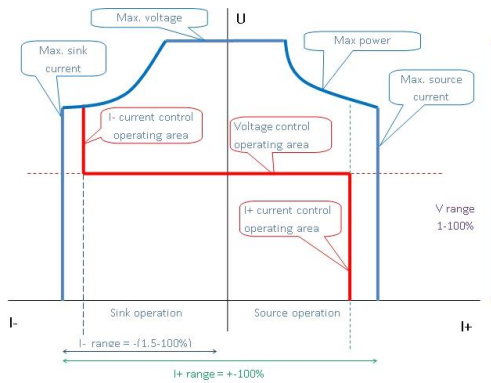 Max. voltage
U
Max. sink
current
Max power
Max. source
current
I- current control
operating area
Voltage control
operating area
I+ current control
operating area
V range
1-100%
Sink operation
Source operation
I-
I+
I- range = -(1.5-100%)
I+ range = +-100%